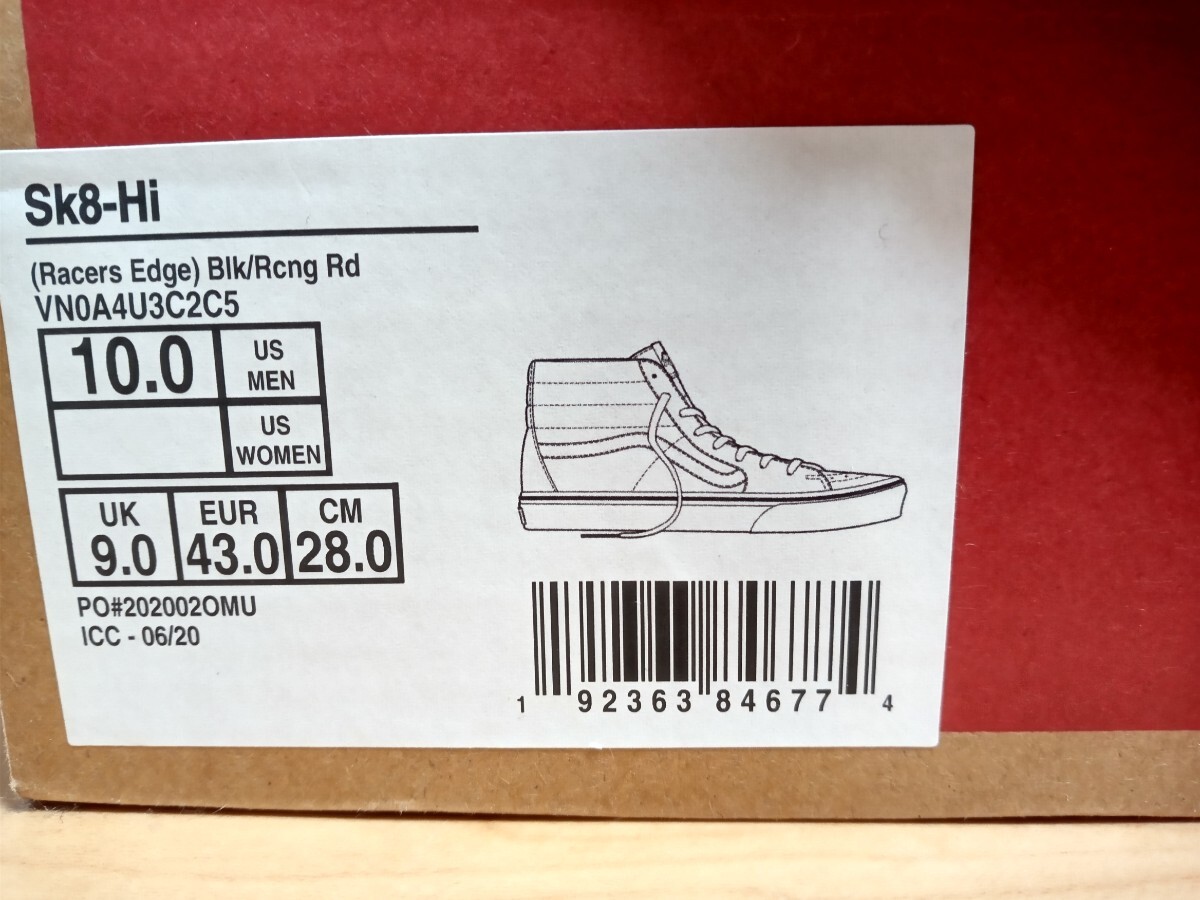 Sk8-Hi
(Racers Edge) Blk/Rcng Rd
VN0A4U3C2C5
10.0 US MEN
US WOMEN
UK EUR CM
9.0 43.0 28.0
PO#202002OMU
ICC - 06/20
1 92363 84677 4